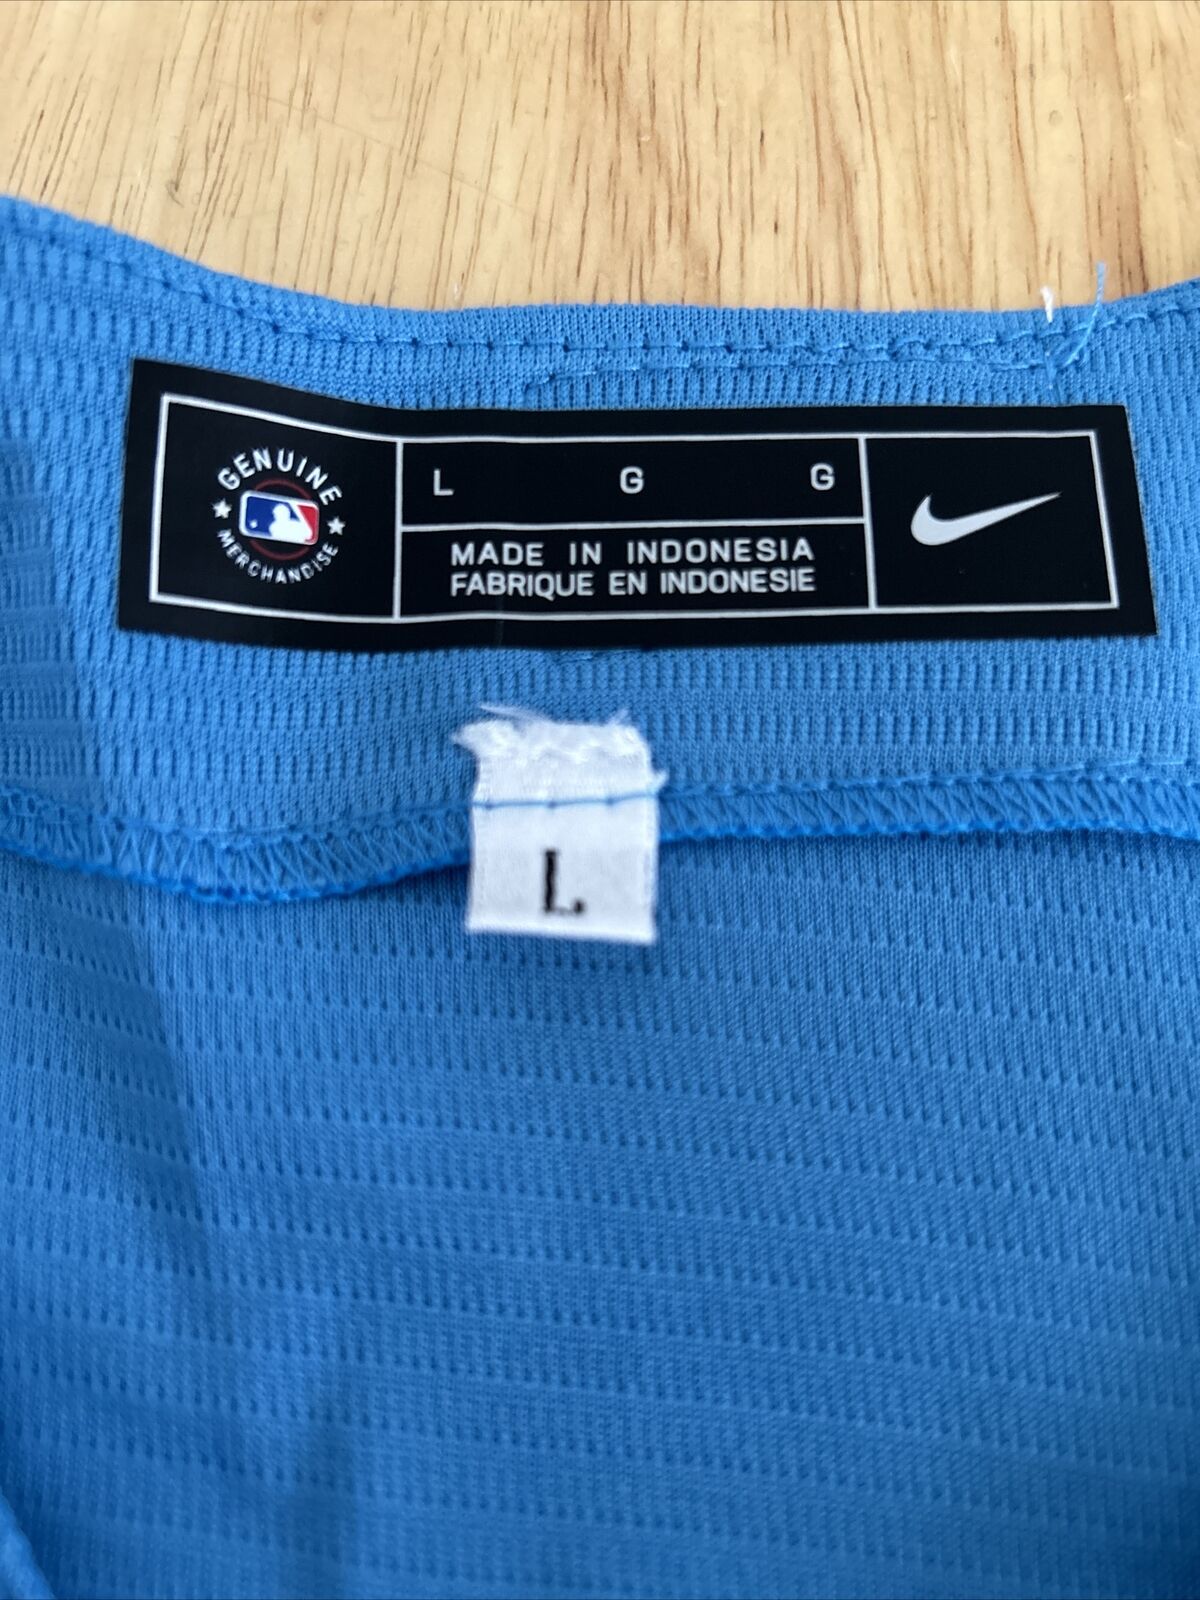 GENUINE
MERCHANDISE
L G G
MADE IN INDONESIA
FABRIQUE EN INDONESIE
L.